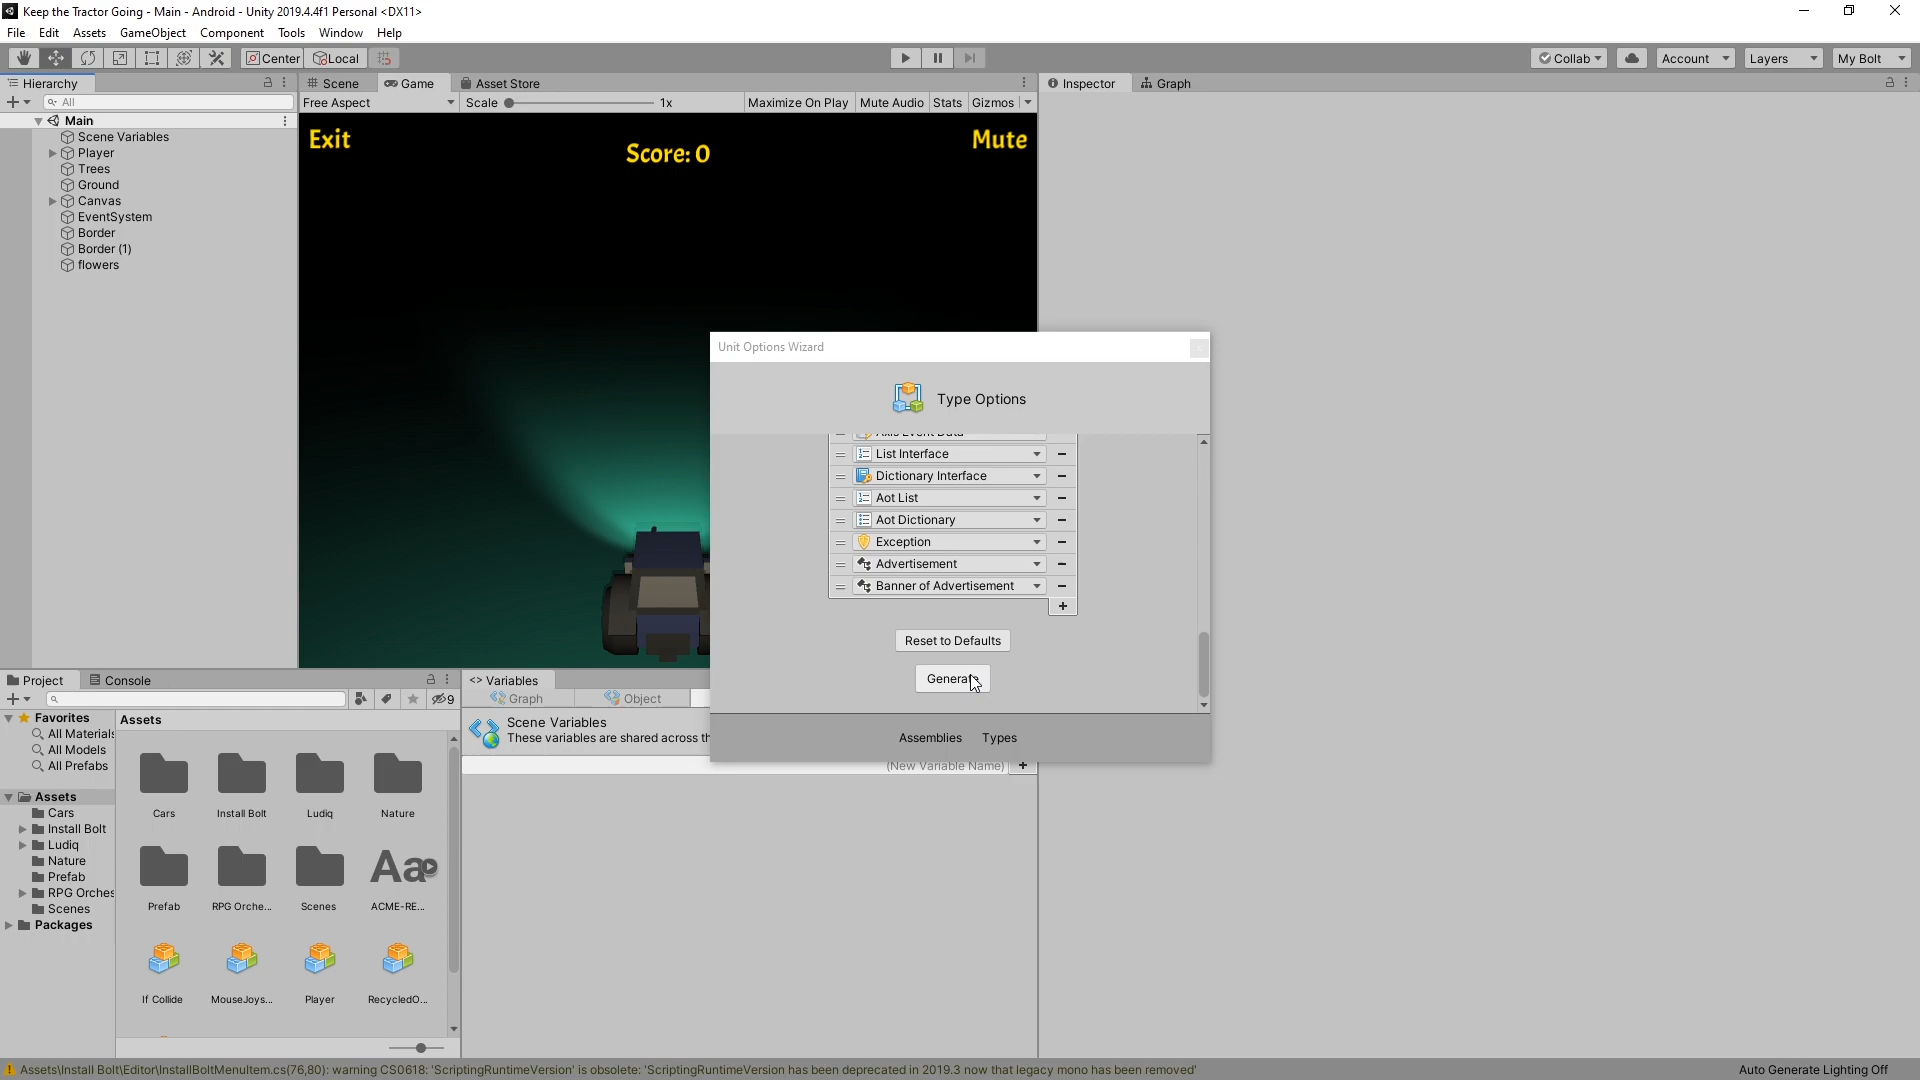 Keep the Tractor Going - Main - Android - Unity 2019.4.4f1 Personal <DX11>
File Edit Assets GameObject Component Tools Window Help
Center Local Collab Account Layers My Bolt
Hierarchy Scene Game Asset Store Inspector Graph
All Free Aspect Scale 1x Maximize On Play Mute Audio Stats Gizmos
Main
Scene Variables
Player
Trees
Ground
Canvas
EventSystem
Border
Border (1)
flowers
Exit
Score: 0
Mute
Unit Options Wizard
Type Options
List Interface
Dictionary Interface
Aot List
Aot Dictionary
Exception
Advertisement
Banner of Advertisement
Reset to Defaults
Generate
Assemblies Types
Project Console
9
Favorites
All Materials
All Models
All Prefabs
Assets
Cars
Install Bolt
Ludiq
Nature
Prefab
RPG Orches
Scenes
Packages
Assets
Cars Install Bolt Ludiq Nature
Aa
Prefab RPG Orche... Scenes ACME-RE...
If Collide MouseJoys... Player RecycledO...
<> Variables
Graph Object
Scene Variables
These variables are shared across th
(New Variable Name)
Assets\Install Bolt\Editor\InstallBoltMenuItem.cs(76,80): warning CS0618: 'ScriptingRuntimeVersion' is obsolete: 'ScriptingRuntimeVersion has been deprecated in 2019.3 now that legacy mono has been removed'
Auto Generate Lighting Off